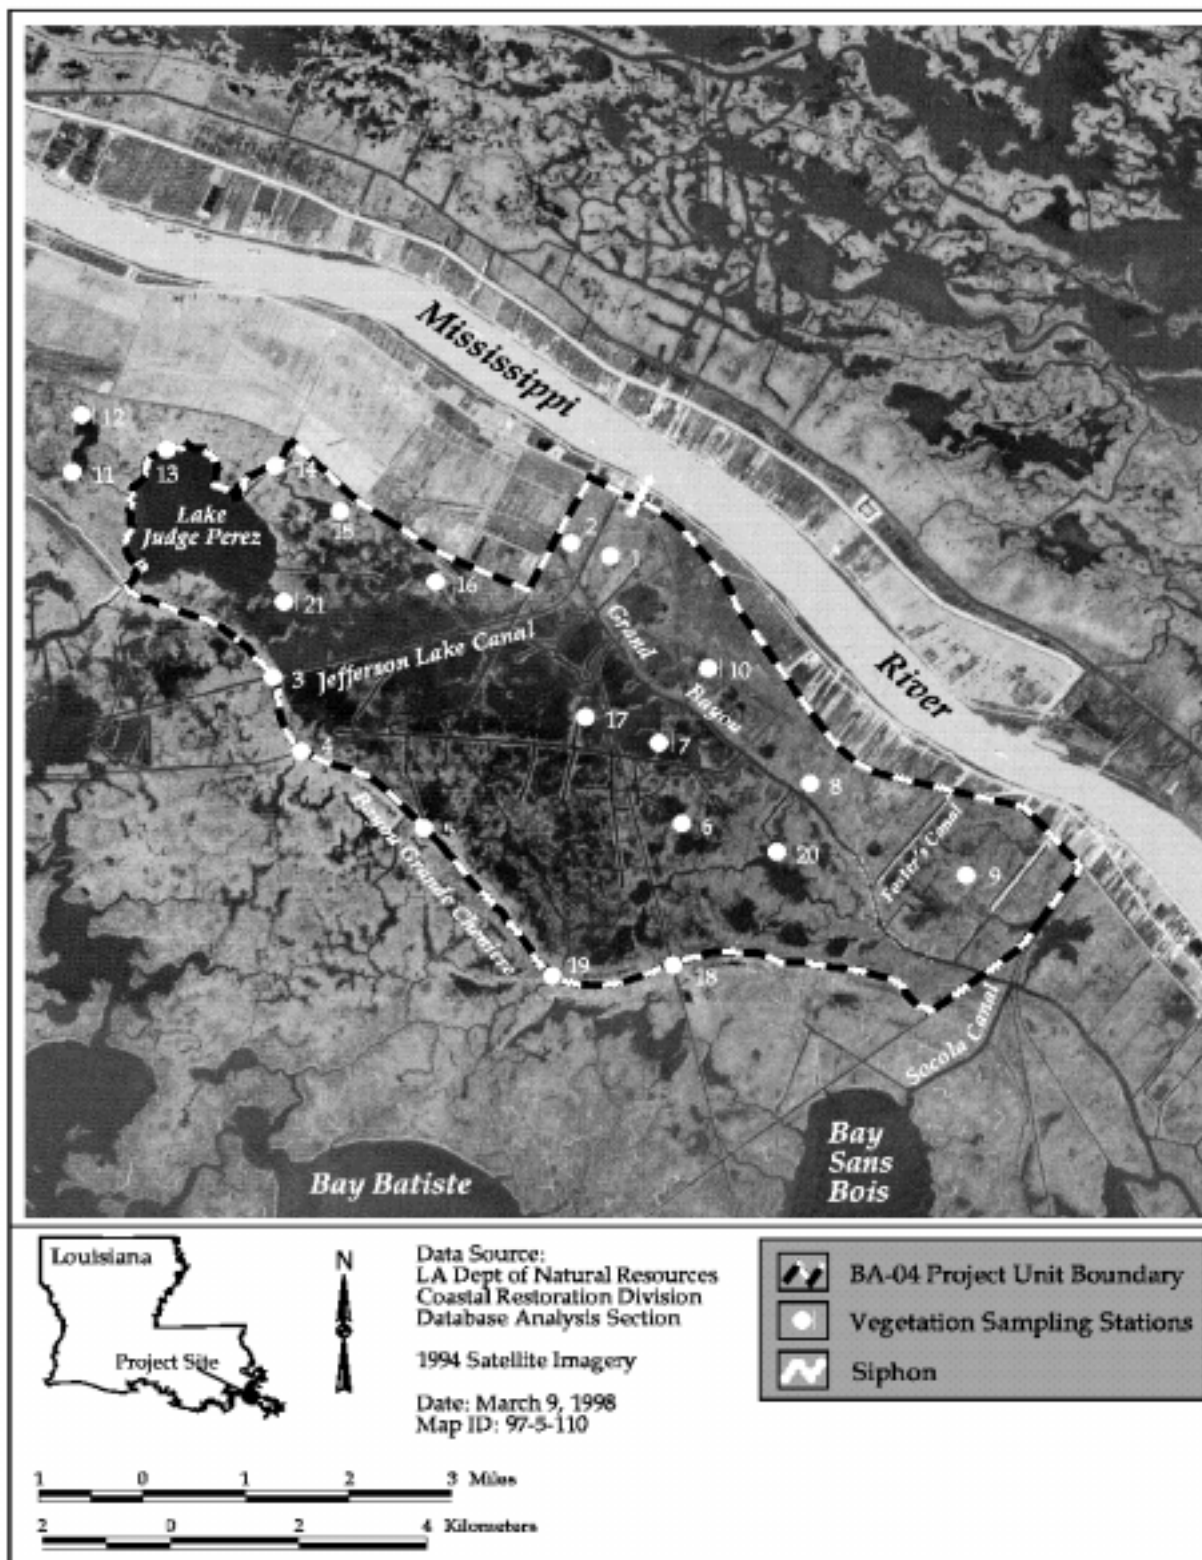 Mississippi
River
12
11
13
14
Lake
Judge Perez
15
16
2
1
21
Grand
Bayou
Jefferson Lake Canal
3
10
17
7
8
6
20
Bayou Grande Cheniere
Lester's Canal
9
19
18
Socola Canal
Bay Batiste
Bay
Sans
Bois
Louisiana
Project Site
N
Data Source:
LA Dept of Natural Resources
Coastal Restoration Division
Database Analysis Section
1994 Satellite Imagery
Date: March 9, 1998
Map ID: 97-5-110
BA-04 Project Unit Boundary
Vegetation Sampling Stations
Siphon
1 0 1 2 3 Miles
2 0 2 4 Kilometers